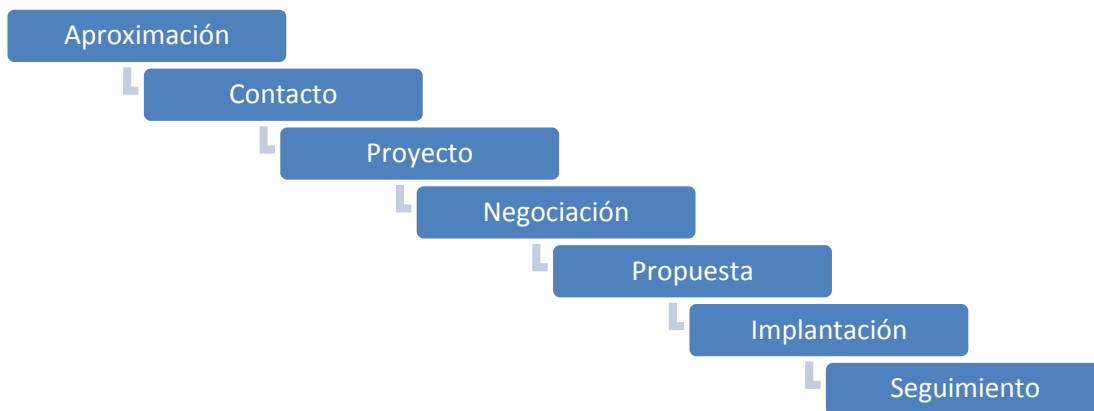 Aproximación
Contacto
Proyecto
Negociación
Propuesta
Implantación
Seguimiento